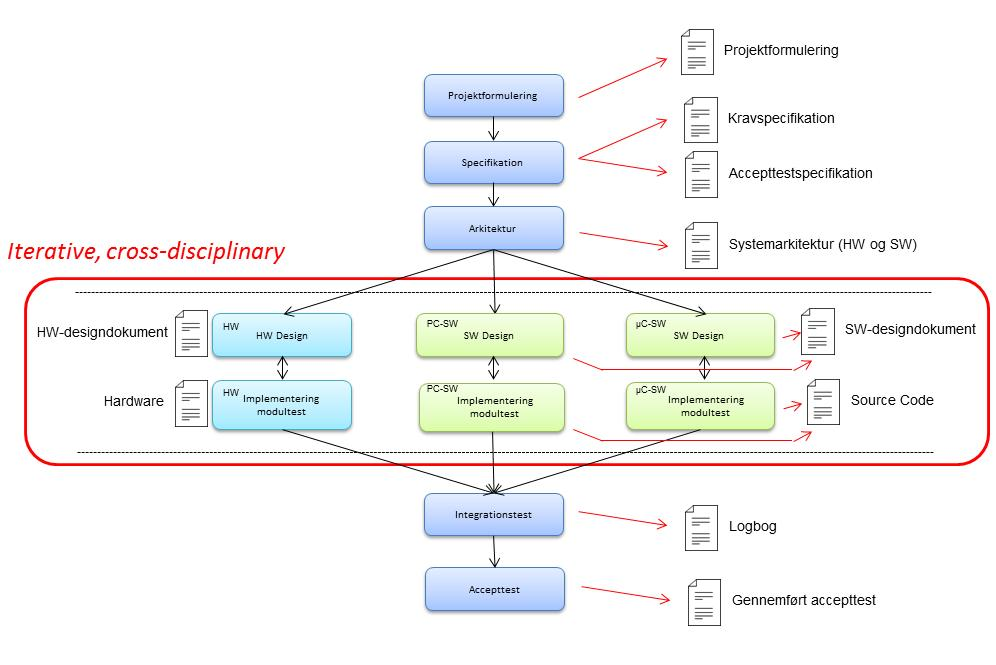 Projektformulering
Projektformulering
Kravspecifikation
Specifikation
Accepttestspecifikation
Arkitektur
Systemarkitektur (HW og SW)
Iterative, cross-disciplinary
HW-designdokument
HW
HW Design
PC-SW
SW Design
µC-SW
SW Design
SW-designdokument
Hardware
HW
Implementering
modultest
PC-SW
Implementering
modultest
µC-SW
Implementering
modultest
Source Code
Integrationstest
Logbog
Accepttest
Gennemført accepttest